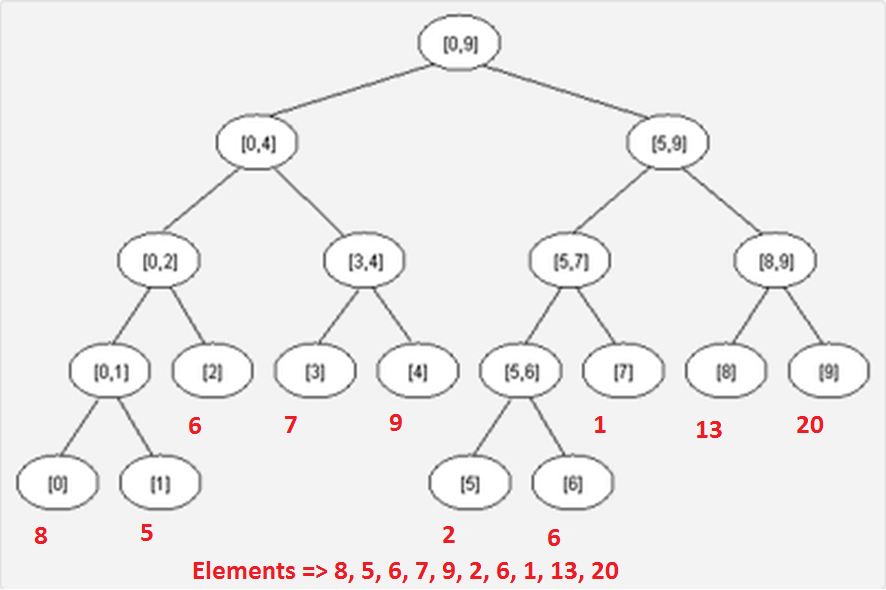 [0,9]
[0,4] [5,9]
[0,2] [3,4] [5,7] [8,9]
[0,1] [2] [3] [4] [5,6] [7] [8] [9]
6 7 9 1 13 20
[0] [1] [5] [6]
8 5 2 6
Elements => 8, 5, 6, 7, 9, 2, 6, 1, 13, 20